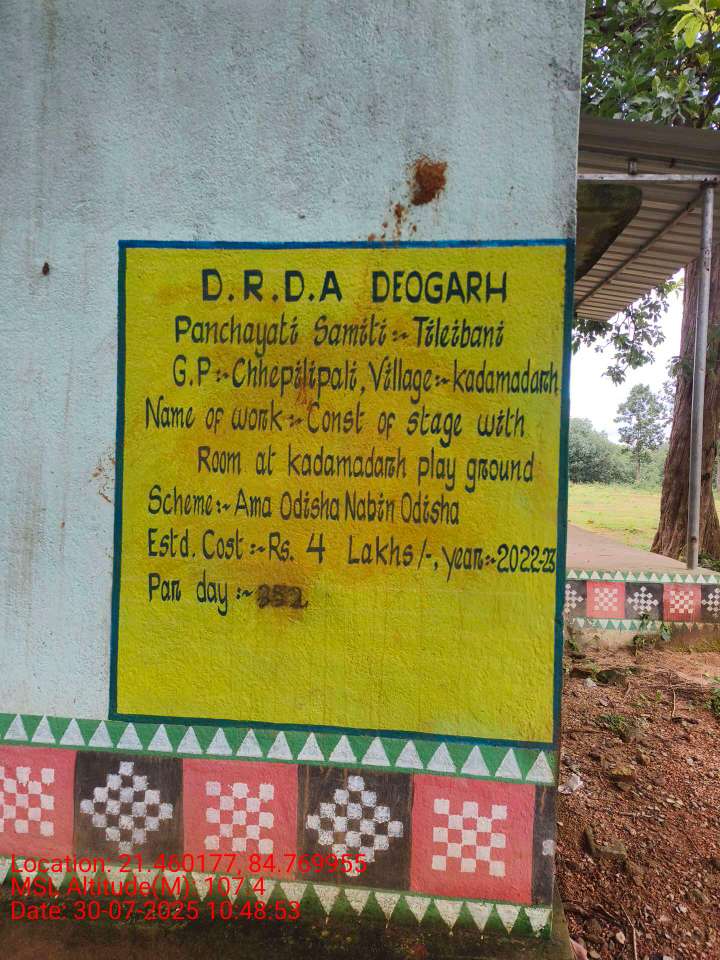 D.R.D.A DEOGARH
Panchayati Samiti:- Tileibani
G.P:- Chhepilipali, Village:- kadamadarh
Name of work:- Const of stage with
Room at kadamadarh play ground
Scheme:- Ama Odisha Nabin Odisha
Estd. Cost:- Rs. 4 Lakhs/-, year:- 2022-23
Par day:- 352
Location: 21.460177, 84.769955
MSL Altitude(M): 107.4
Date: 30-07-2025 10:48:53